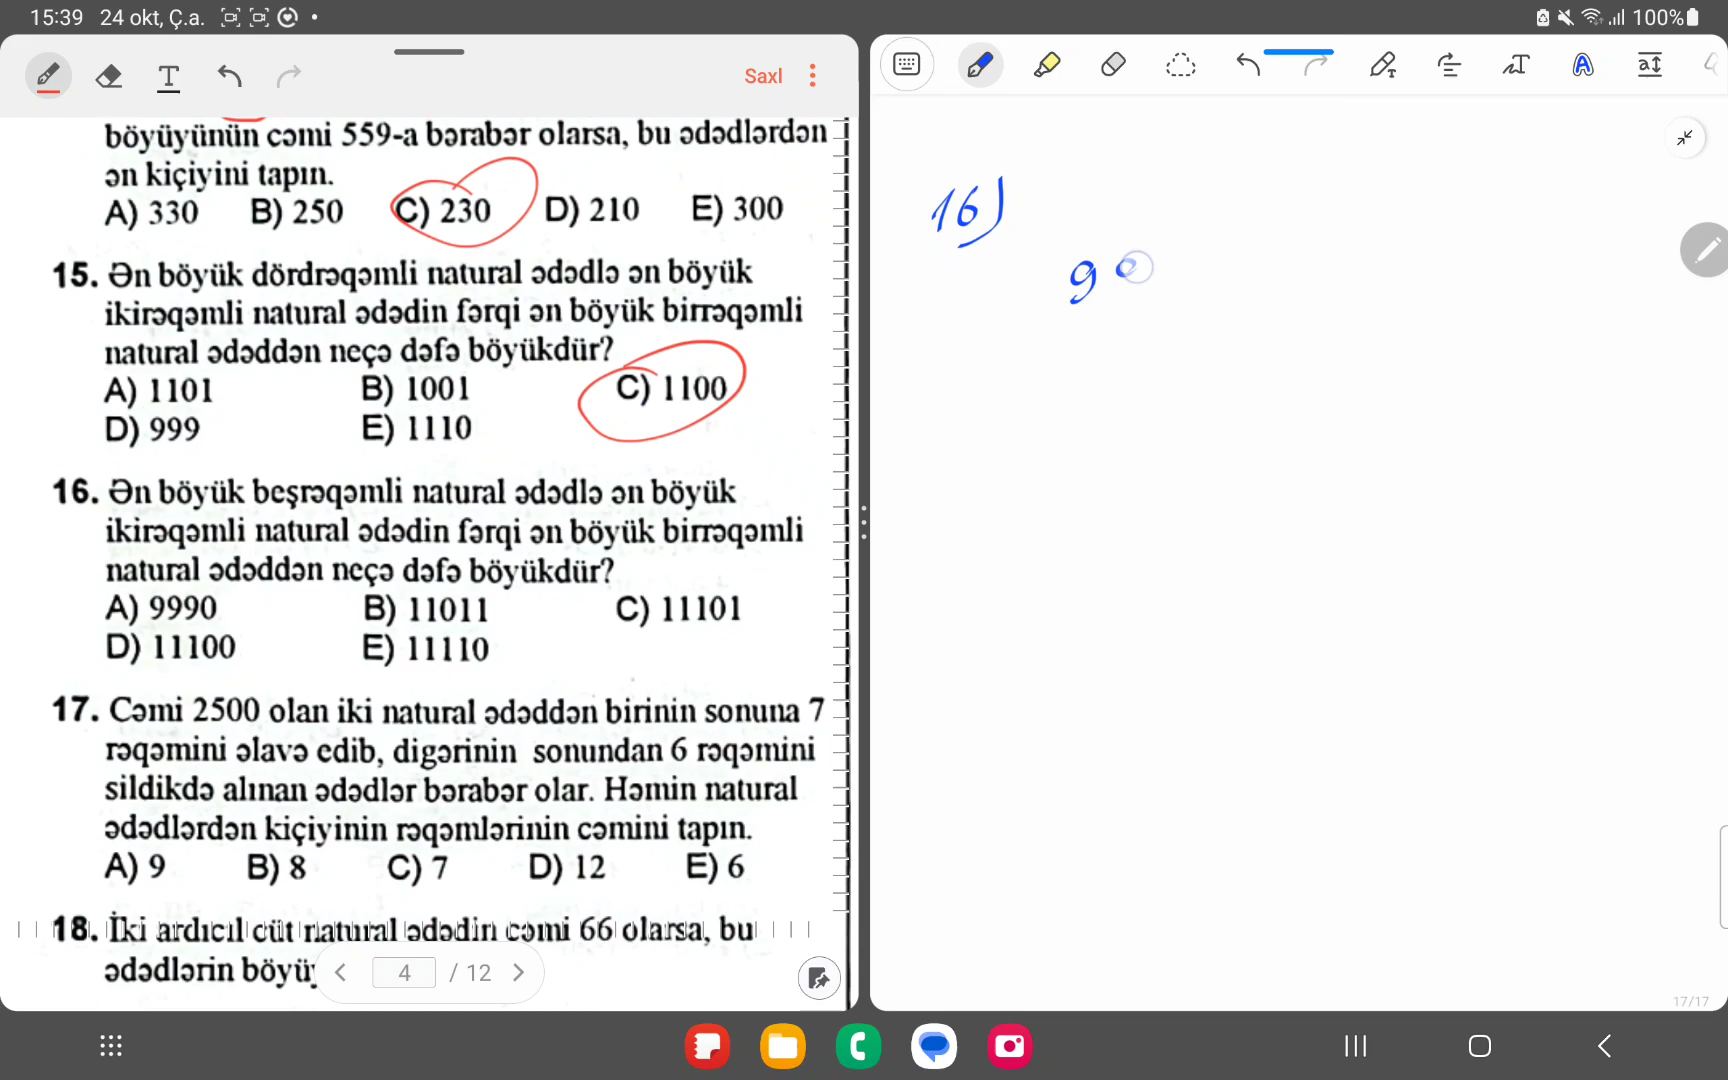 15:39 24 okt, Ç.a. 100%
Saxl
böyüyünün cəmi 559-a bərabər olarsa, bu ədədlərdən
ən kiçiyini tapın.
A) 330 B) 250 C) 230 D) 210 E) 300
15. Ən böyük dördrəqəmli natural ədədlə ən böyük
ikirəqəmli natural ədədin fərqi ən böyük birrəqəmli
natural ədəddən neçə dəfə böyükdür?
A) 1101 B) 1001 C) 1100
D) 999 E) 1110
16. Ən böyük beşrəqəmli natural ədədlə ən böyük
ikirəqəmli natural ədədin fərqi ən böyük birrəqəmli
natural ədəddən neçə dəfə böyükdür?
A) 9990 B) 11011 C) 11101
D) 11100 E) 11110
17. Cəmi 2500 olan iki natural ədəddən birinin sonuna 7
rəqəmini əlavə edib, digərinin sonundan 6 rəqəmini
sildikdə alınan ədədlər bərabər olar. Həmin natural
ədədlərdən kiçiyinin rəqəmlərinin cəmini tapın.
A) 9 B) 8 C) 7 D) 12 E) 6
18. İki ardıcıl cüt natural ədədin cəmi 66 olarsa, bu
ədədlərin böyü
4 / 12
16)
9
17/17